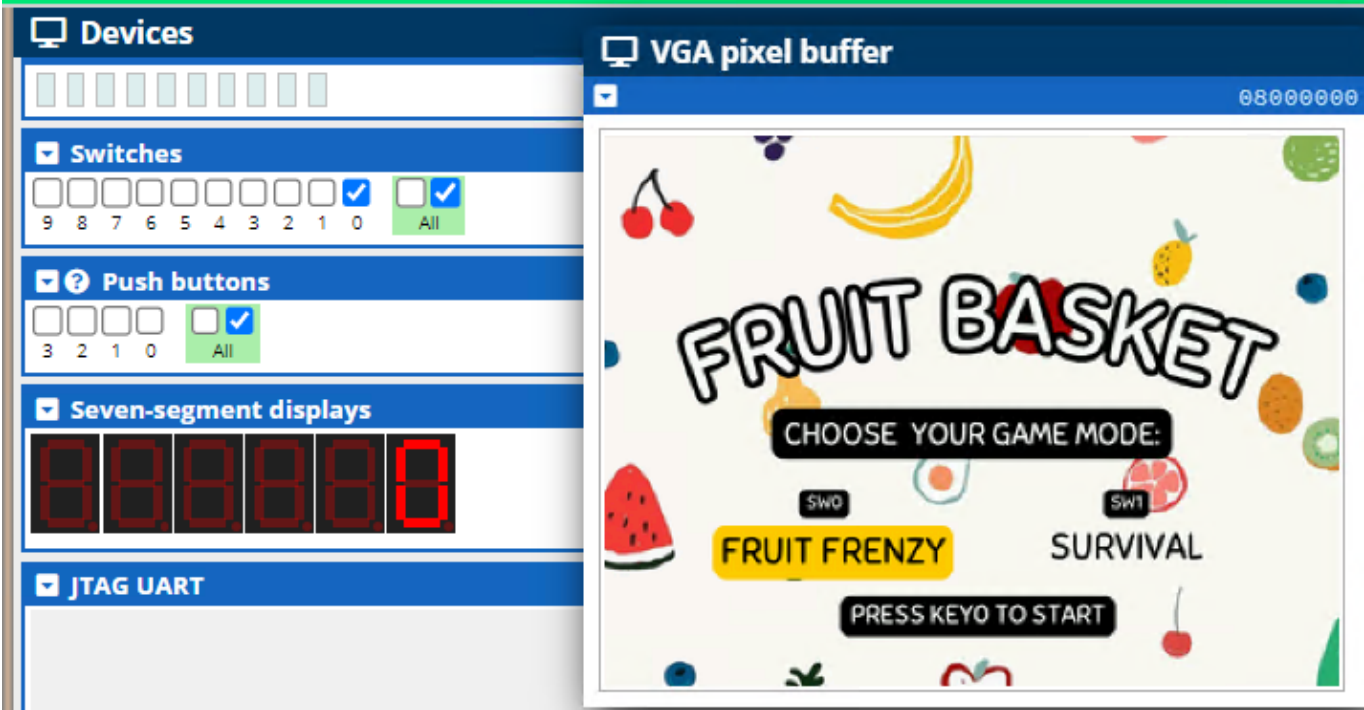 Devices
Switches
9 8 7 6 5 4 3 2 1 0 All
? Push buttons
3 2 1 0 All
Seven-segment displays
0
JTAG UART
VGA pixel buffer
08000000
FRUIT BASKET
CHOOSE YOUR GAME MODE:
SW0 SW1
FRUIT FRENZY SURVIVAL
PRESS KEY0 TO START